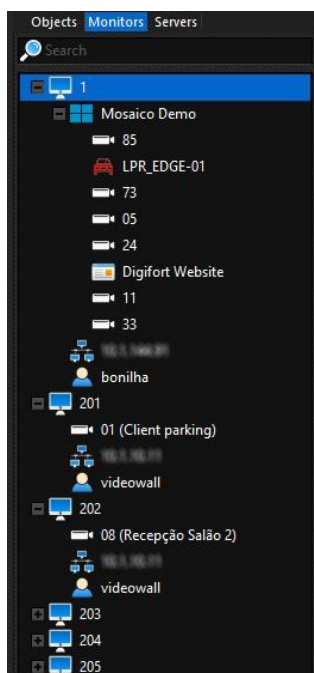 Objects Monitors Servers
Search
1
Mosaico Demo
85
LPR_EDGE-01
73
05
24
Digifort Website
11
33
bonilha
201
01 (Client parking)
videowall
202
08 (Recepção Salão 2)
videowall
203
204
205